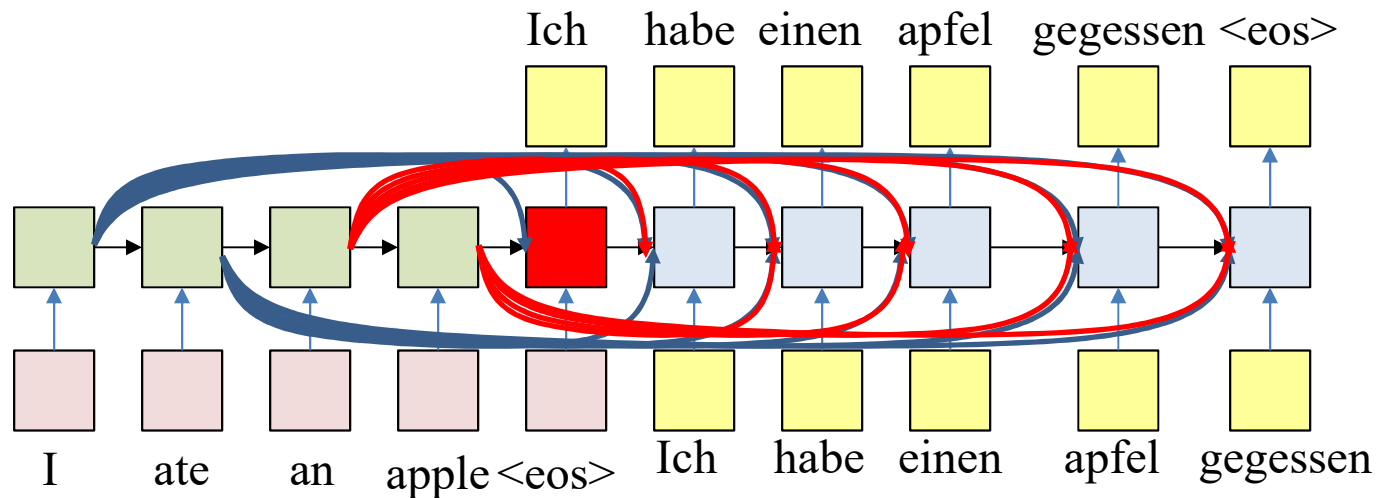 Ich habe einen apfel gegessen <eos>
I ate an apple <eos> Ich habe einen apfel gegessen